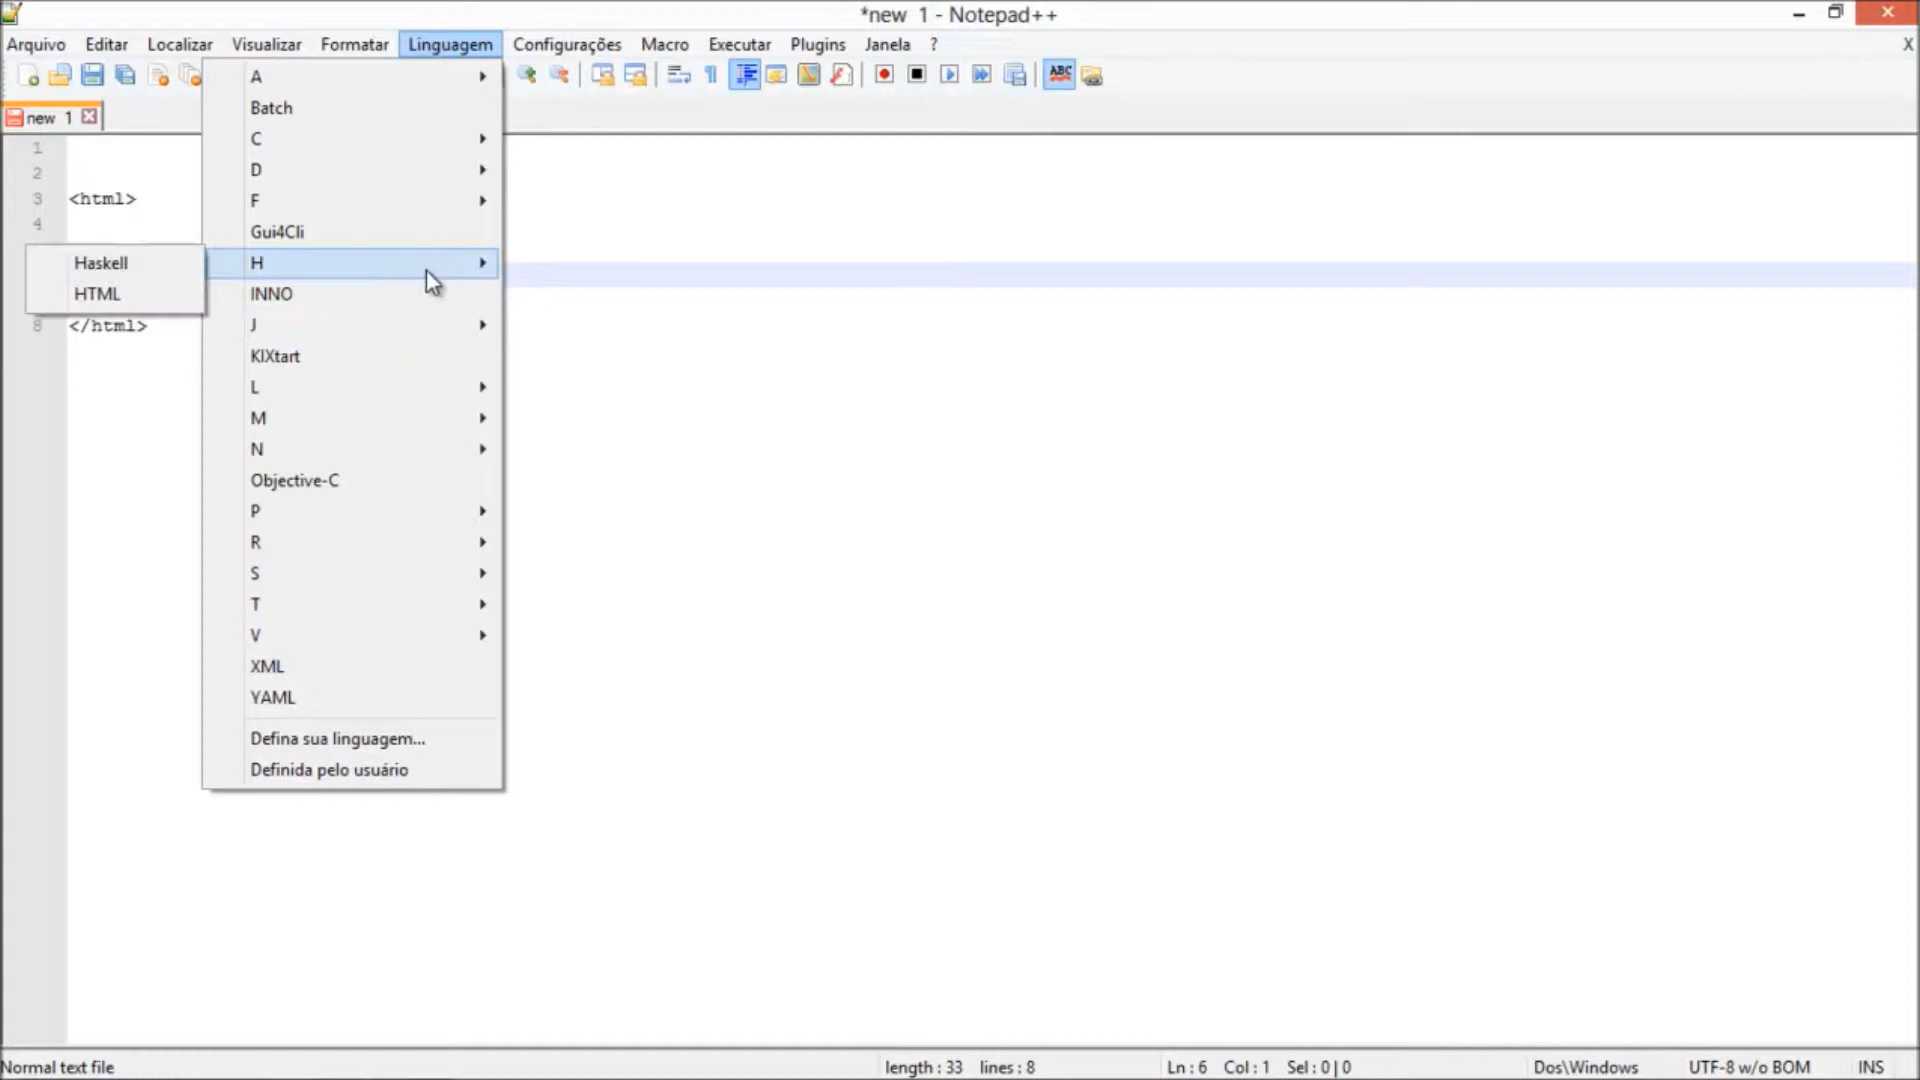 *new 1 - Notepad++
Arquivo Editar Localizar Visualizar Formatar Linguagem Configurações Macro Executar Plugins Janela ? X
ABC
new 1
A
Batch
C
D
F
Gui4Cli
H
INNO
J
KIXtart
L
M
N
Objective-C
P
R
S
T
V
XML
YAML
Defina sua linguagem...
Definida pelo usuário
Haskell
HTML
1
2
3 <html>
4
8 </html>
Normal text file length : 33 lines : 8 Ln : 6 Col : 1 Sel : 0 | 0 Dos\Windows UTF-8 w/o BOM INS